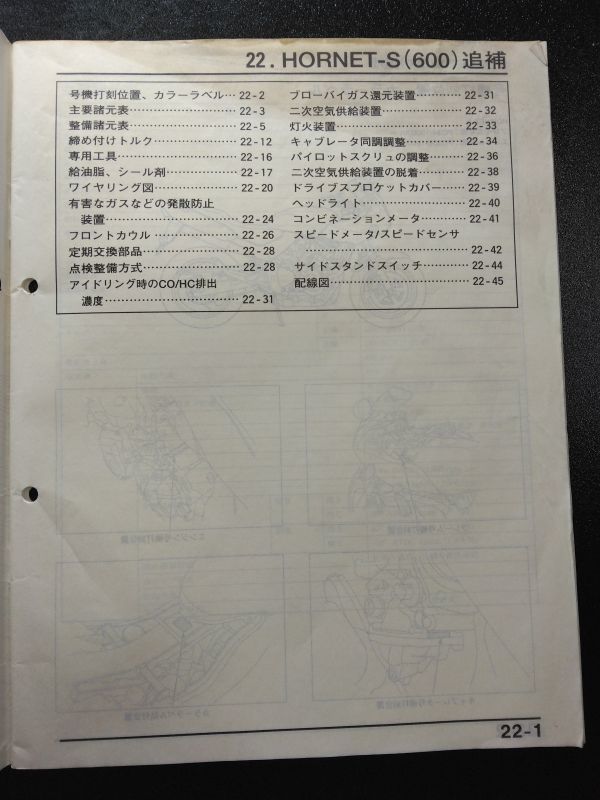 22. HORNET-S(600)追補
号機打刻位置、カラーラベル… 22-2
主要諸元表………………… 22-3
整備諸元表………………… 22-5
締め付けトルク…………… 22-12
専用工具…………………… 22-16
給油脂、シール剤………… 22-17
ワイヤリング図…………… 22-20
有害なガスなどの発散防止
装置……………………… 22-24
フロントカウル…………… 22-26
定期交換部品……………… 22-28
点検整備方式……………… 22-28
アイドリング時のCO/HC排出
濃度……………………… 22-31
ブローバイガス還元装置………… 22-31
二次空気供給装置……………… 22-32
灯火装置………………………… 22-33
キャブレータ同調調整…………… 22-34
パイロットスクリュの調整……… 22-36
二次空気供給装置の脱着………… 22-38
ドライブスプロケットカバー…… 22-39
ヘッドライト……………………… 22-40
コンビネーションメータ………… 22-41
スピードメータ/スピードセンサ
………………………………… 22-42
サイドスタンドスイッチ………… 22-44
配線図…………………………… 22-45
22-1